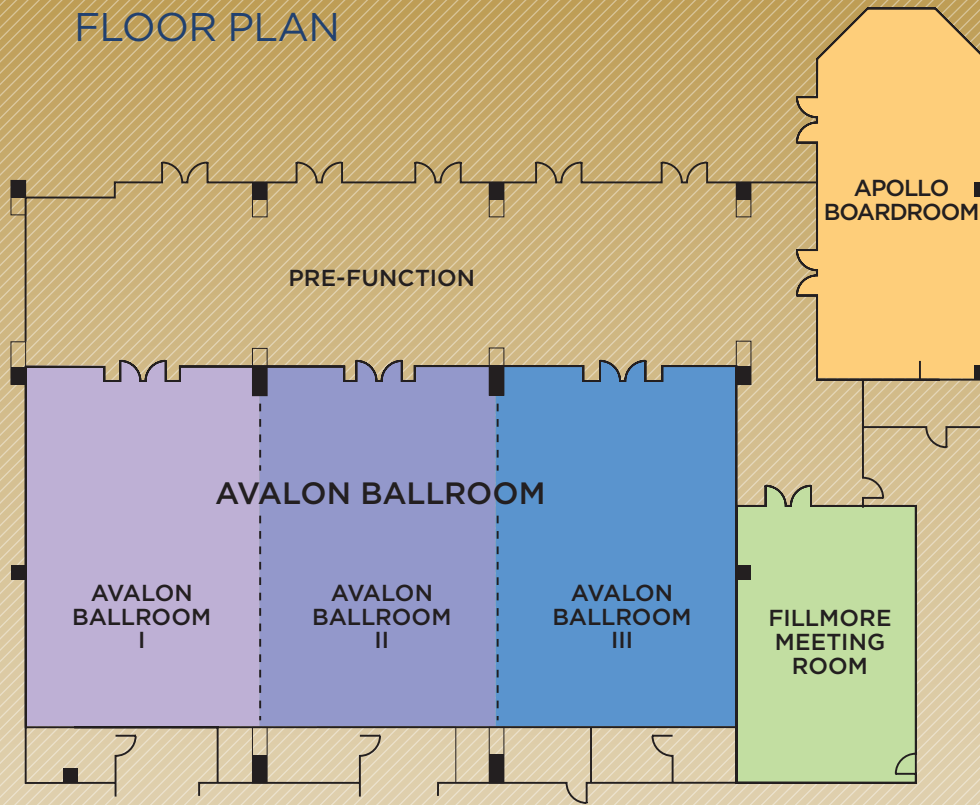 FLOOR PLAN
APOLLO
BOARDROOM
PRE-FUNCTION
AVALON BALLROOM
AVALON
BALLROOM
I
AVALON
BALLROOM
II
AVALON
BALLROOM
III
FILLMORE
MEETING
ROOM